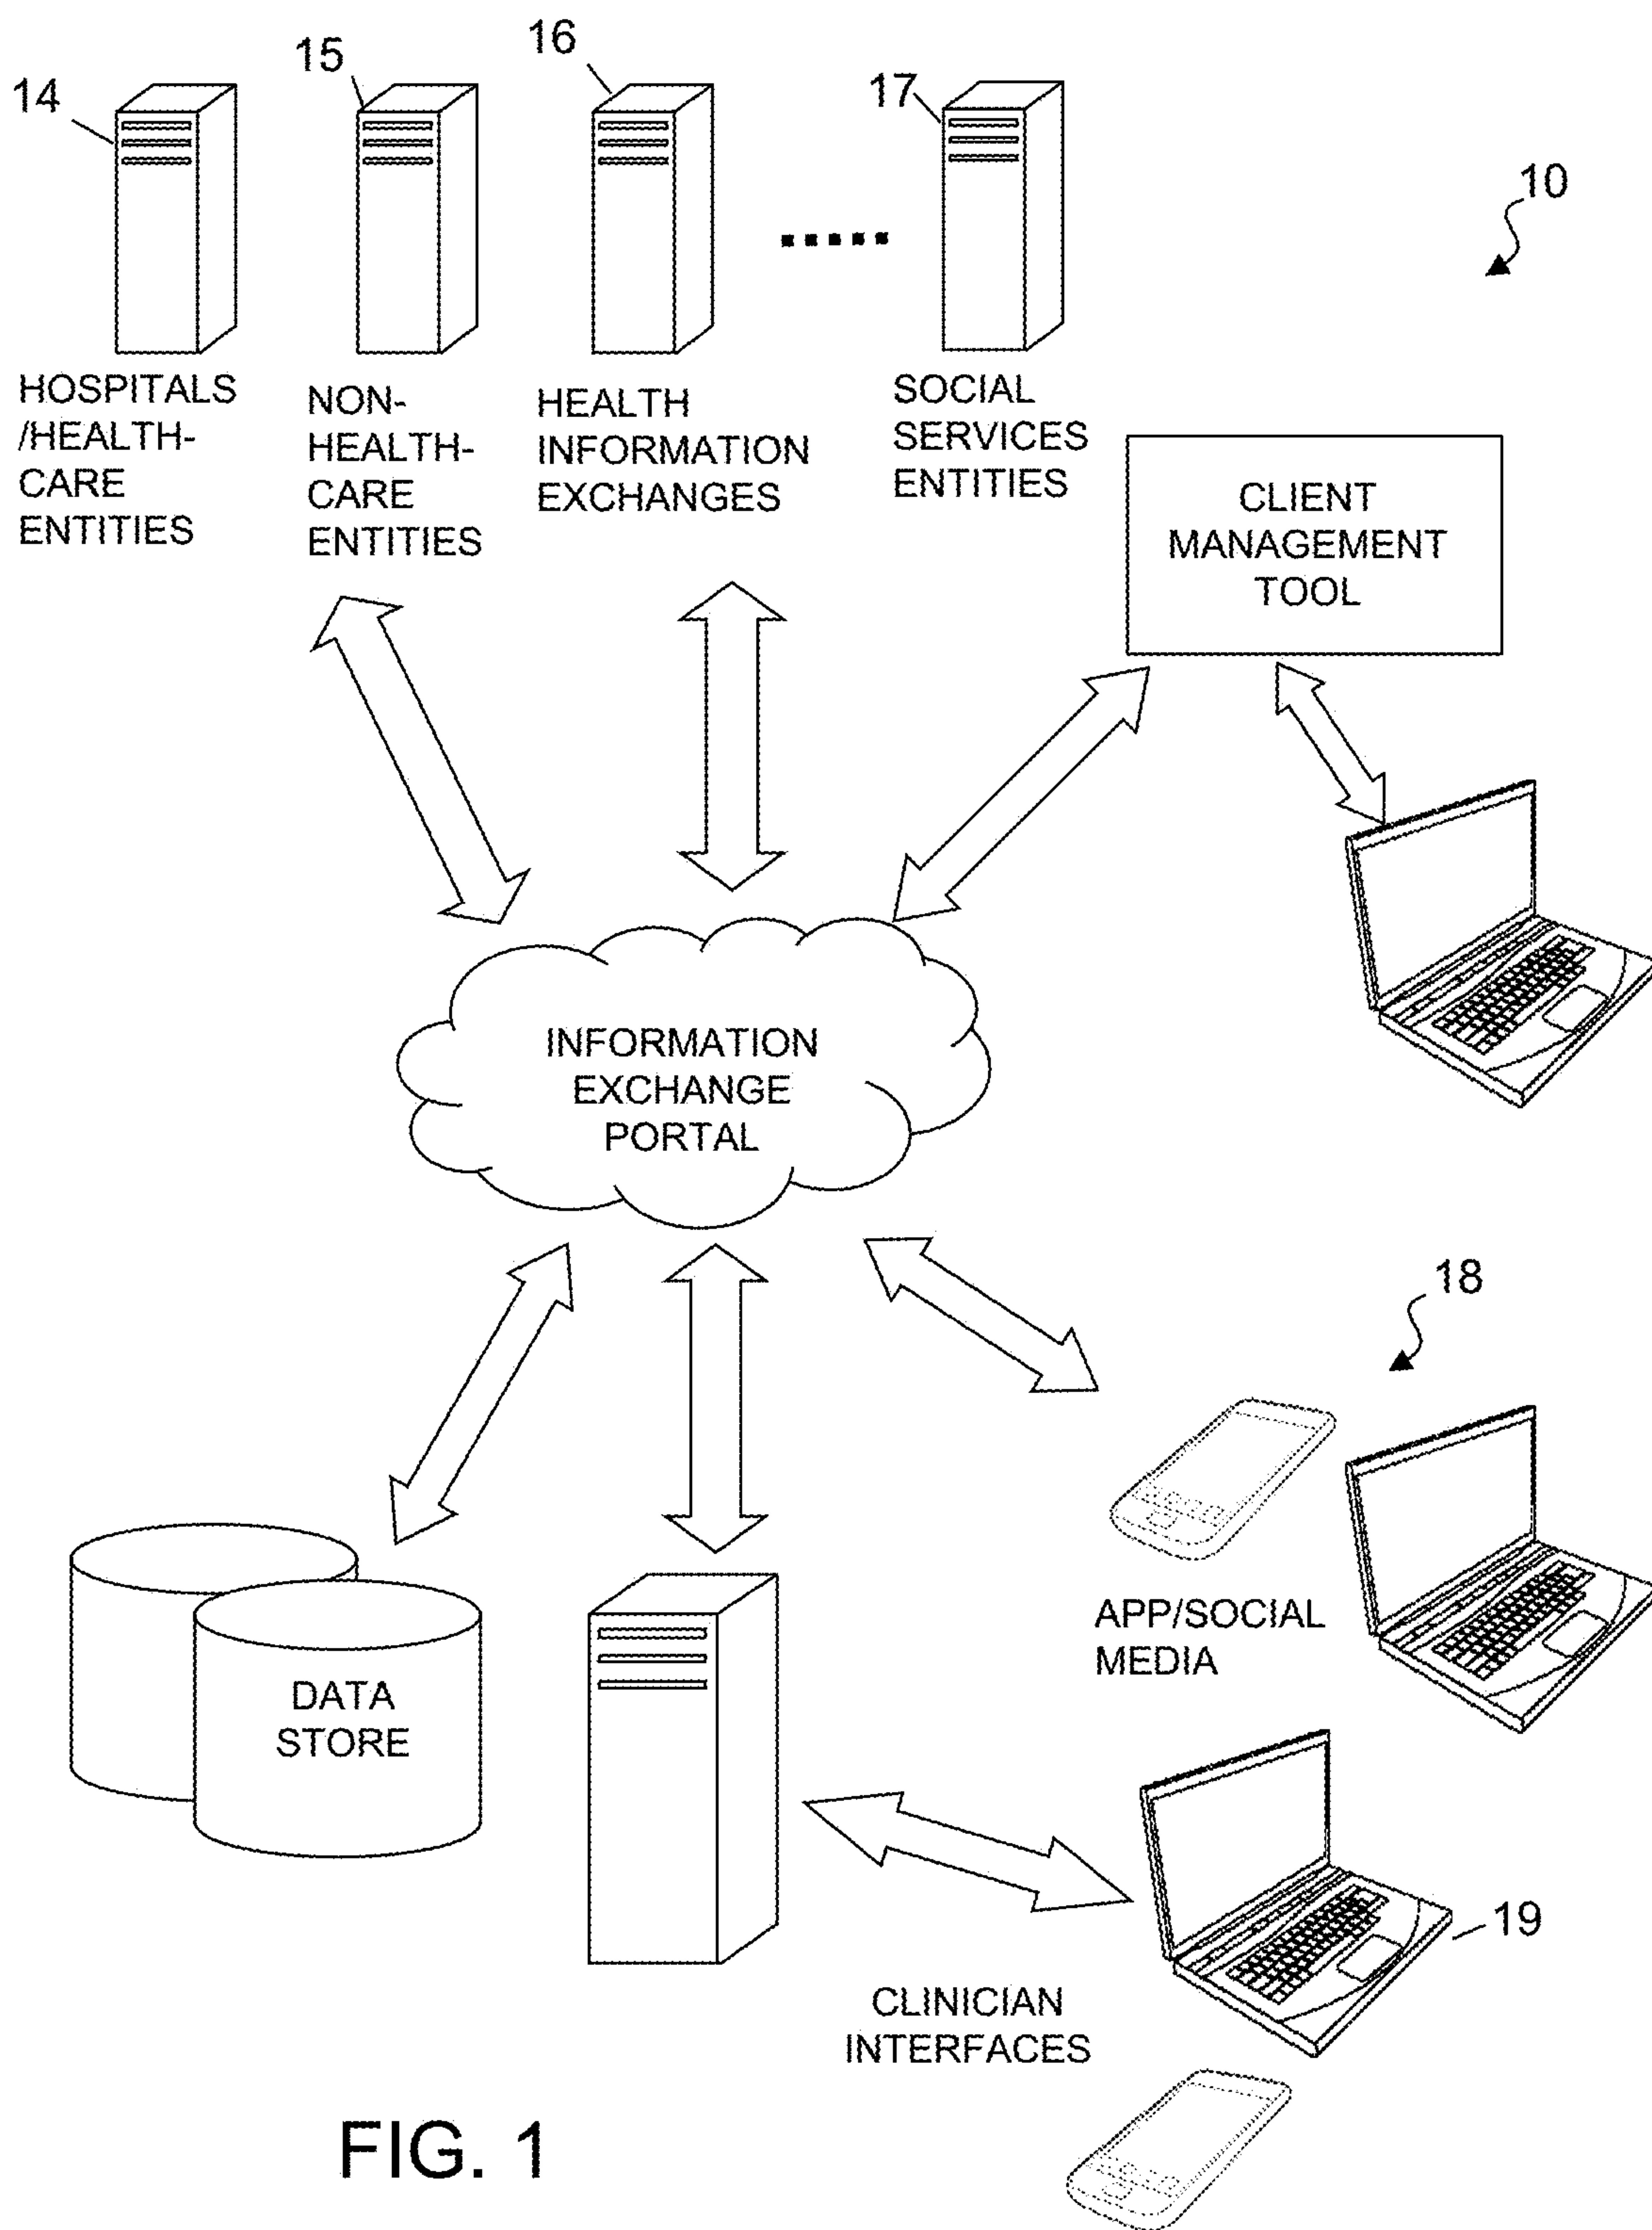 14
15
16
17
10
HOSPITALS
/HEALTH-
CARE
ENTITIES
NON-
HEALTH-
CARE
ENTITIES
HEALTH
INFORMATION
EXCHANGES
SOCIAL
SERVICES
ENTITIES
CLIENT
MANAGEMENT
TOOL
INFORMATION
EXCHANGE
PORTAL
18
APP/SOCIAL
MEDIA
DATA
STORE
19
CLINICIAN
INTERFACES
FIG. 1